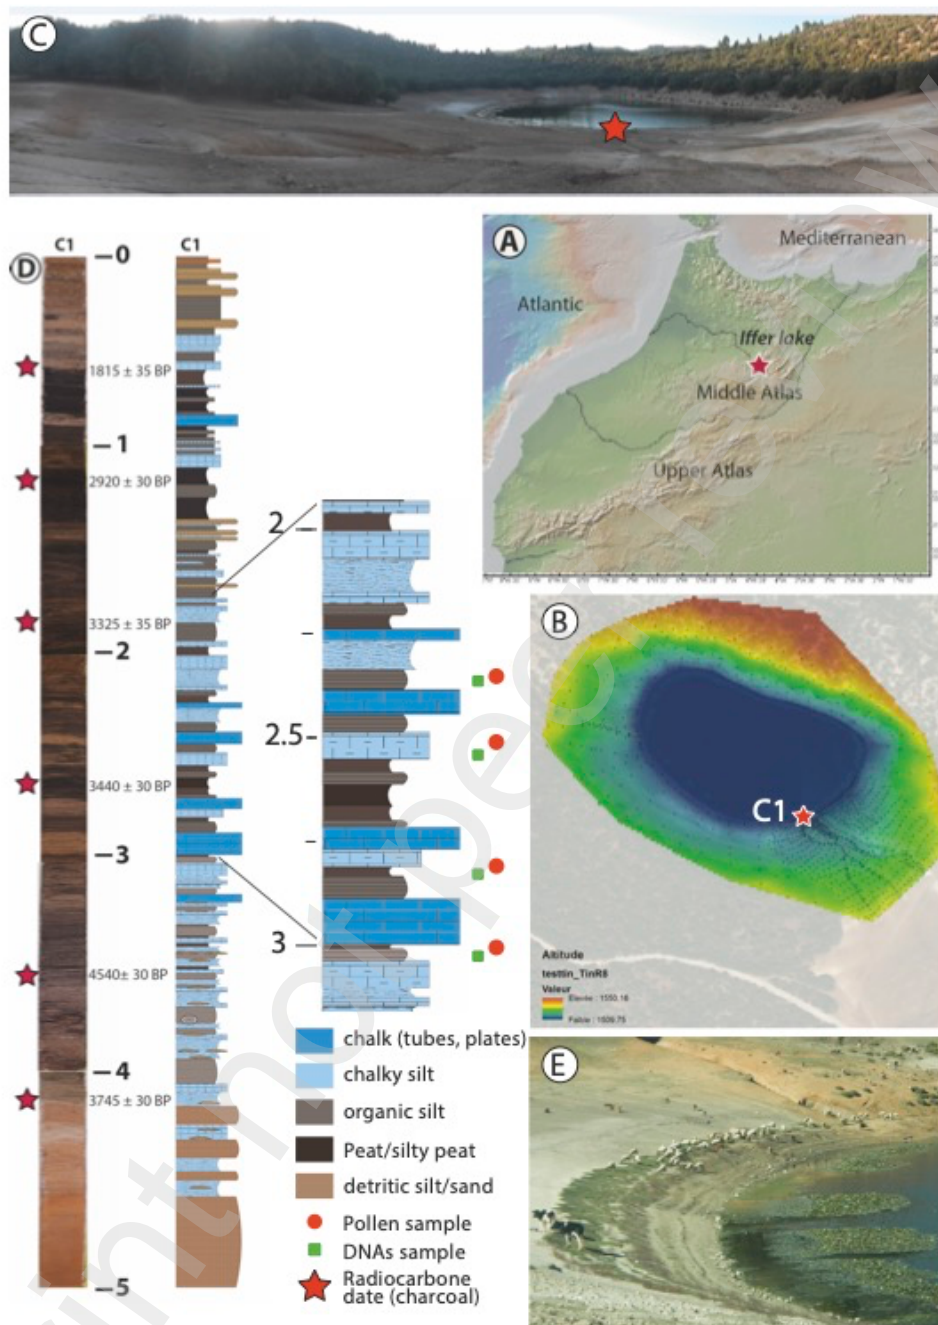 C
A
Mediterranean
Atlantic
Iffer lake
Middle Atlas
Upper Atlas
D
C1
C1
0
1815 ± 35 BP
1
2920 ± 30 BP
3325 ± 35 BP
2
3440 ± 30 BP
3
4540± 30 BP
4
3745 ± 30 BP
5
2
2.5
3
chalk (tubes, plates)
chalky silt
organic silt
Peat/silty peat
detritic silt/sand
Pollen sample
DNAs sample
Radiocarbone
date (charcoal)
B
C1
Altitude
testtin_TinR8
Valeur
E